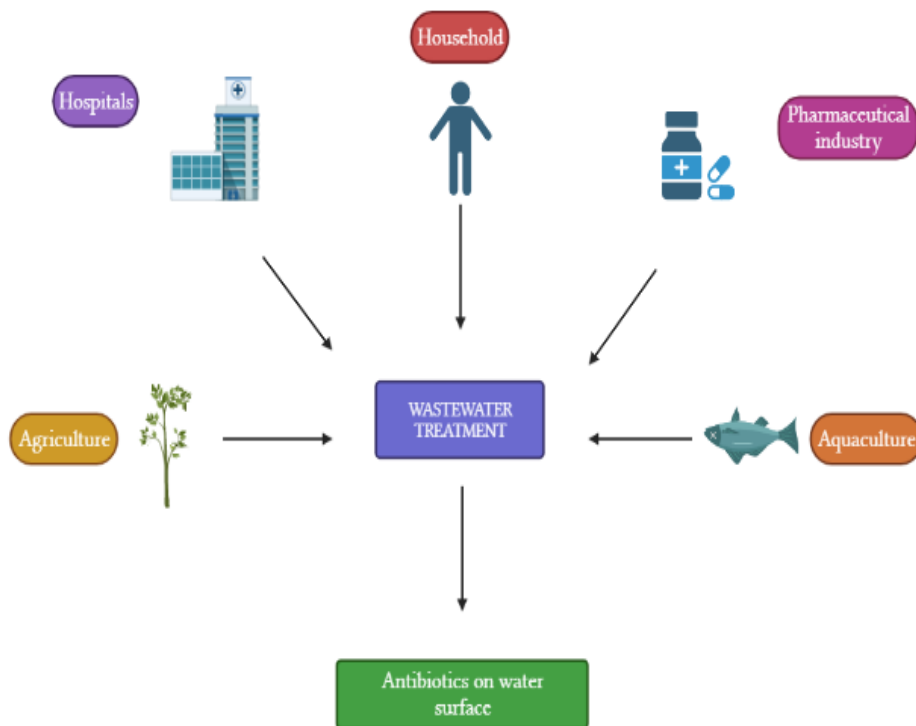 Household
Hospitals
Pharmaceutical
industry
WASTEWATER
TREATMENT
Agriculture
Aquaculture
Antibiotics on water
surface